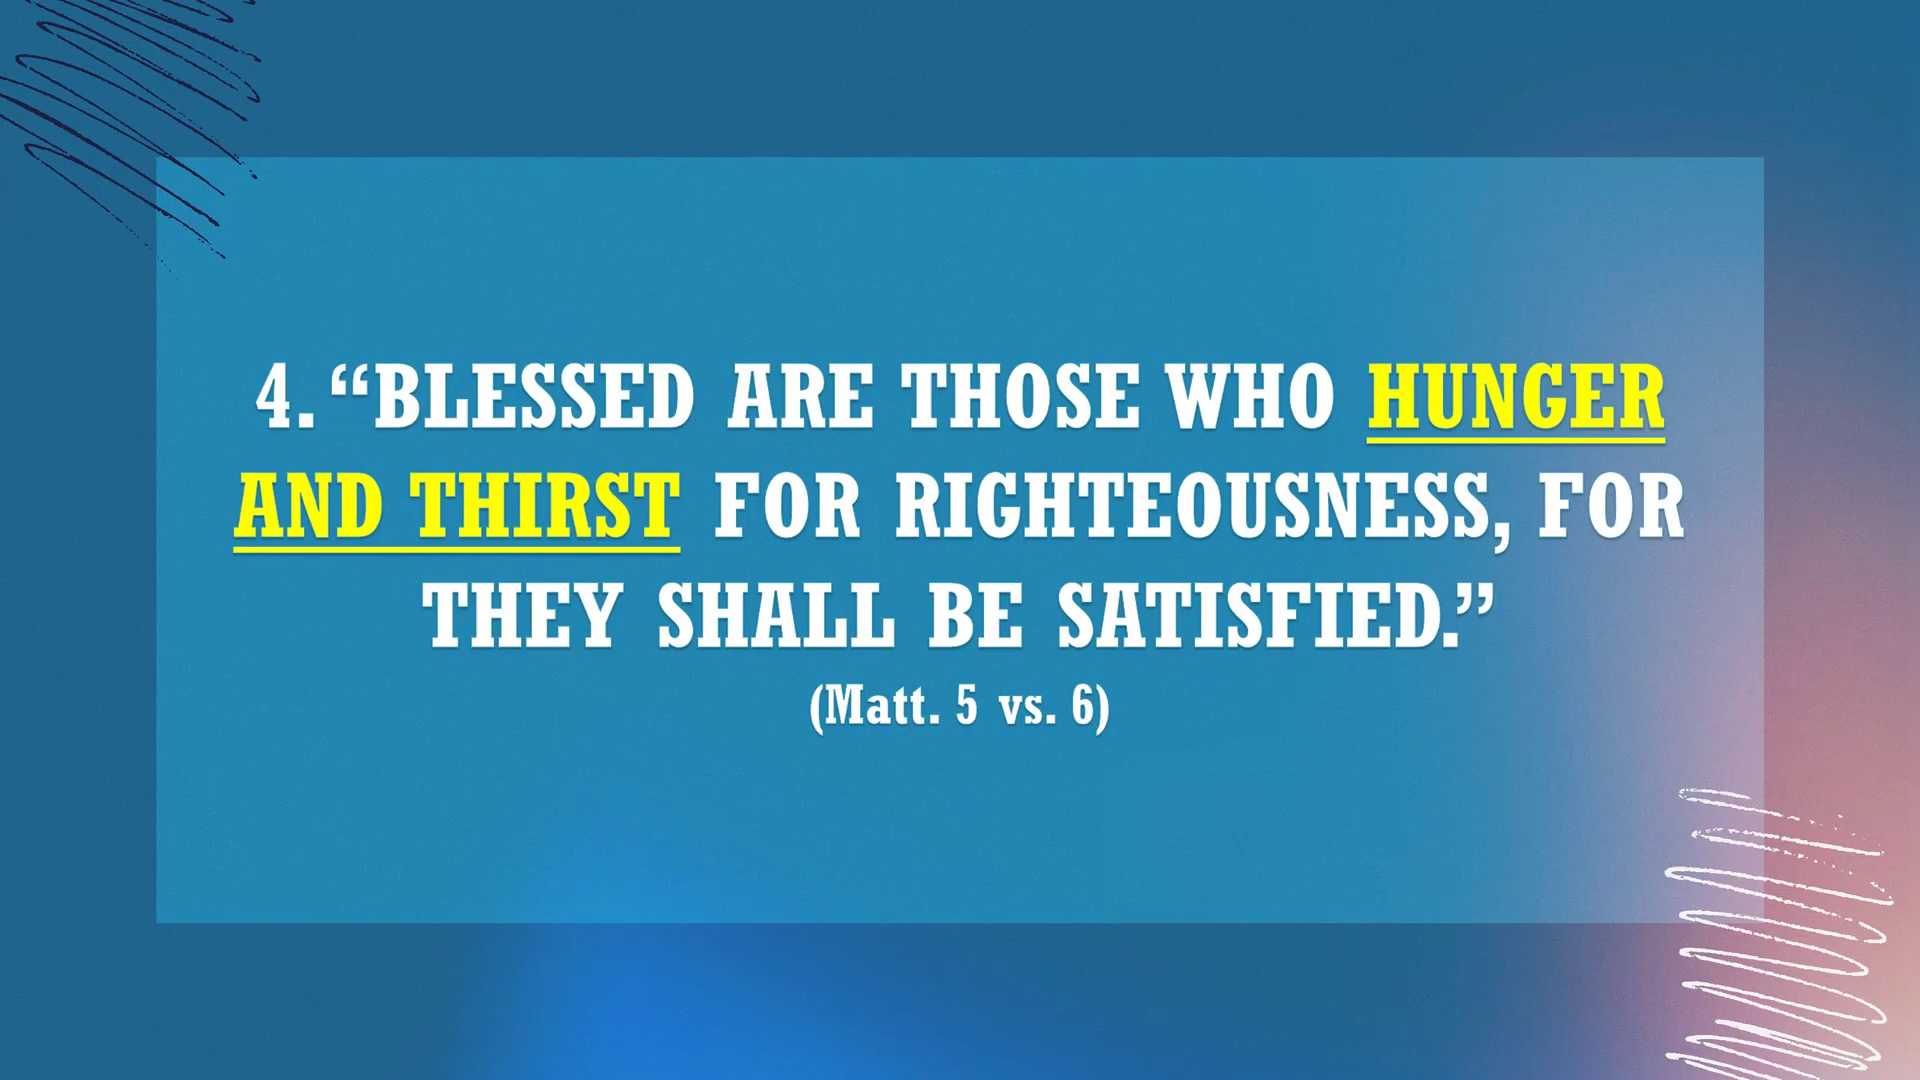 4. “BLESSED ARE THOSE WHO HUNGER
AND THIRST FOR RIGHTEOUSNESS, FOR
THEY SHALL BE SATISFIED.”
(Matt. 5 vs. 6)